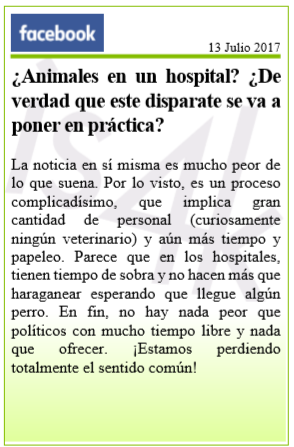 facebook
13 Julio 2017
¿Animales en un hospital? ¿De
verdad que este disparate se va a
poner en práctica?
La noticia en sí misma es mucho peor de
lo que suena. Por lo visto, es un proceso
complicadísimo, que implica gran
cantidad de personal (curiosamente
ningún veterinario) y aún más tiempo y
papeleo. Parece que en los hospitales,
tienen tiempo de sobra y no hacen más que
haraganear esperando que llegue algún
perro. En fin, no hay nada peor que
políticos con mucho tiempo libre y nada
que ofrecer. ¡Estamos perdiendo
totalmente el sentido común!